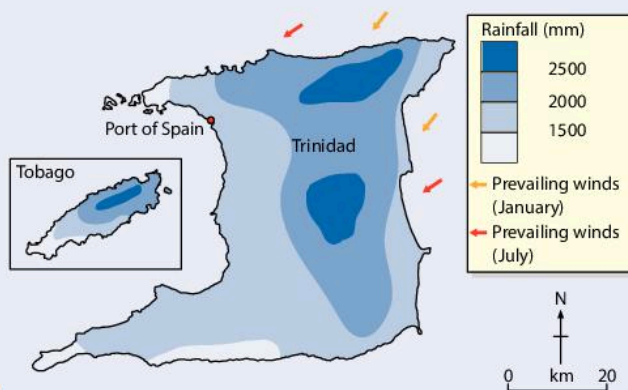 Rainfall (mm)
2500
2000
1500
Prevailing winds
(January)
Prevailing winds
(July)
Port of Spain
Trinidad
Tobago
N
0 km 20